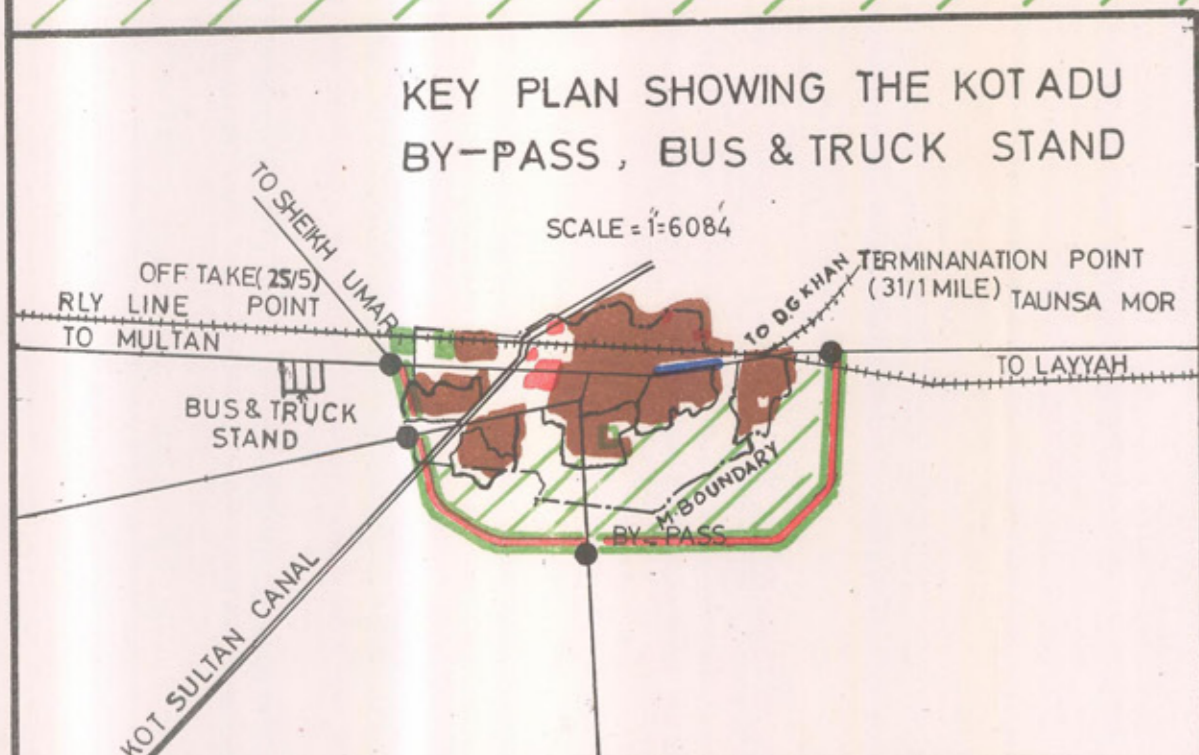 KEY PLAN SHOWING THE KOT ADU
BY-PASS, BUS & TRUCK STAND
SCALE = 1"=6084'
TO SHEIKH UMAR
OFF TAKE (25/5)
POINT
RLY LINE
TO MULTAN
BUS & TRUCK
STAND
TO DG KHAN
TERMINANATION POINT
(31/1 MILE) TAUNSA MOR
TO LAYYAH
M. BOUNDARY
BY-PASS
KOT SULTAN CANAL